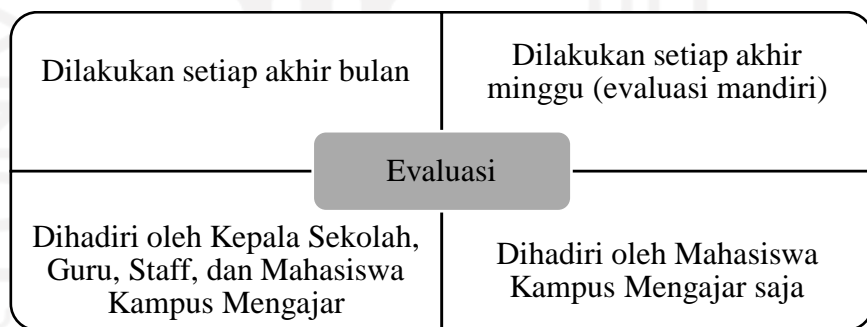 Dilakukan setiap akhir bulan
Dilakukan setiap akhir
minggu (evaluasi mandiri)
Evaluasi
Dihadiri oleh Kepala Sekolah,
Guru, Staff, dan Mahasiswa
Kampus Mengajar
Dihadiri oleh Mahasiswa
Kampus Mengajar saja